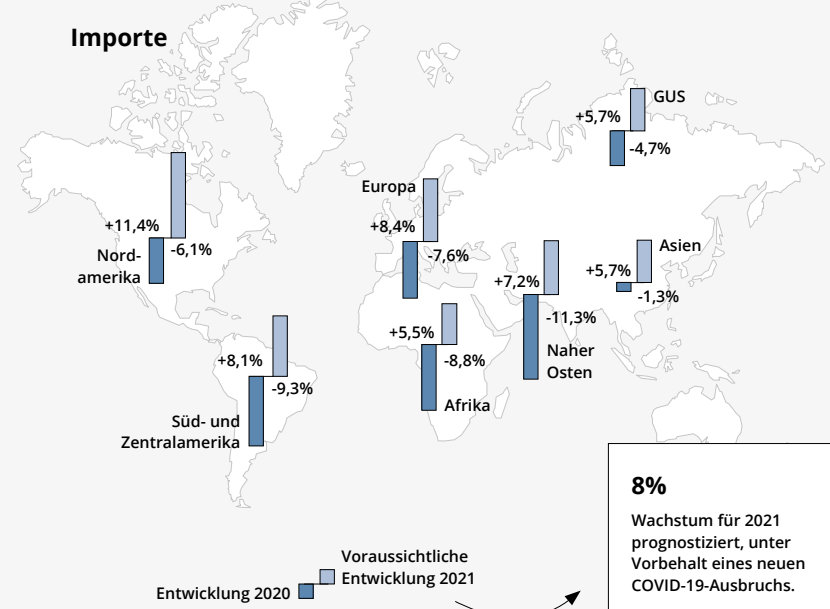 Importe
GUS
+5,7%
-4,7%
Europa
+8,4%
-7,6%
+11,4%
-6,1%
Nord-
amerika
Asien
+5,7%
-1,3%
+7,2%
-11,3%
Naher
Osten
+5,5%
-8,8%
Afrika
+8,1%
-9,3%
Süd- und
Zentralamerika
8%
Wachstum für 2021
prognostiziert, unter
Vorbehalt eines neuen
COVID-19-Ausbruchs.
Voraussichtliche
Entwicklung 2021
Entwicklung 2020